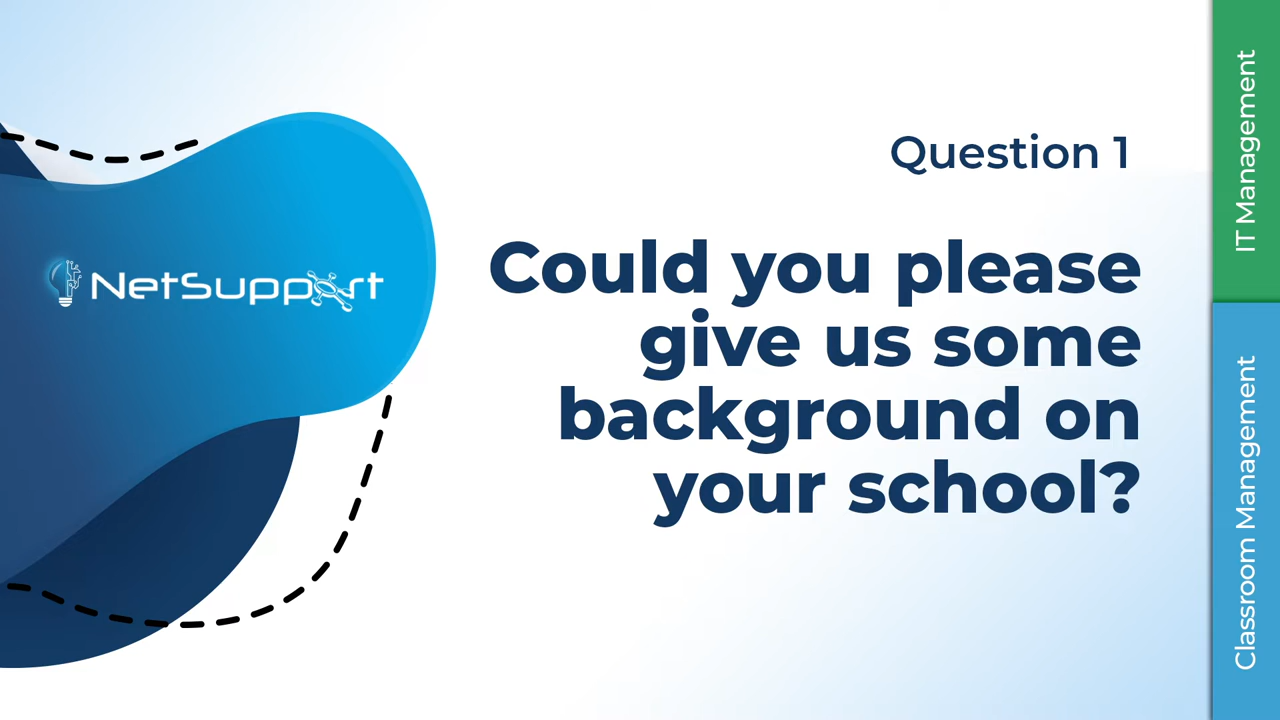 NetSupport
Question 1
Could you please
give us some
background on
your school?
IT Management
Classroom Management